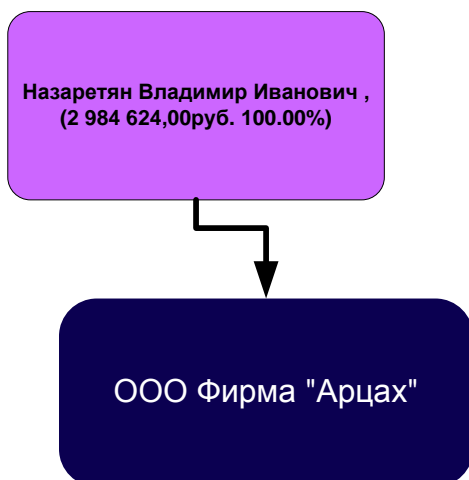 Назаретян Владимир Иванович ,
(2 984 624,00руб. 100.00%)
ООО Фирма "Арцах"